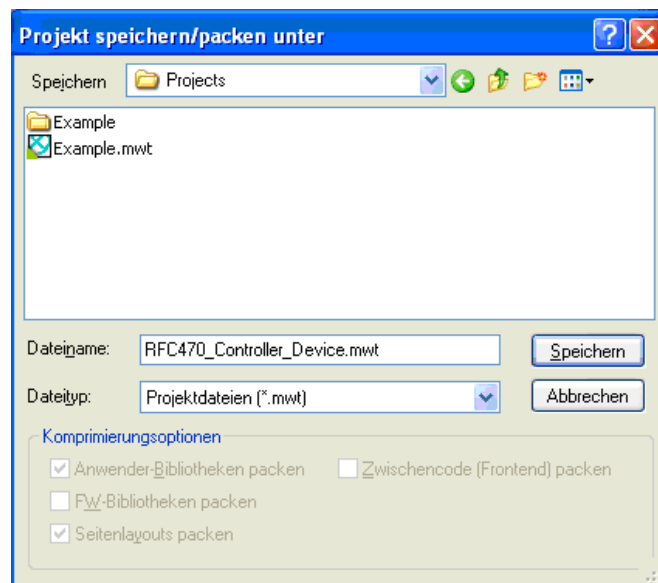 Projekt speichern/packen unter
Speichern
Projects
Example
Example.mwt
Dateiname:
RFC470_Controller_Device.mwt
Speichern
Dateityp:
Projektdateien (*.mwt)
Abbrechen
Komprimierungsoptionen
Anwender-Bibliotheken packen
Zwischencode (Frontend) packen
FW-Bibliotheken packen
Seitenlayouts packen